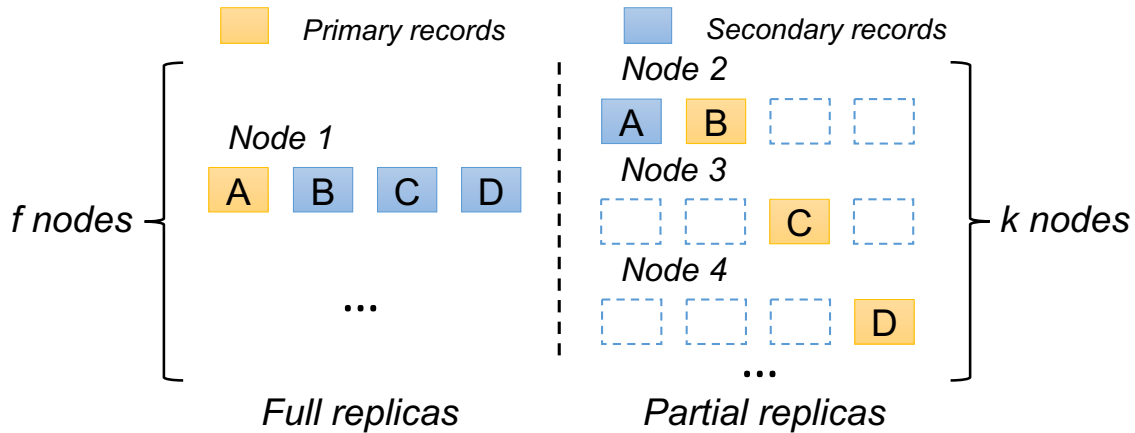 Primary records
Secondary records
Node 1
A B C D
f nodes
...
Full replicas
Node 2
A B
Node 3
C
Node 4
D
...
k nodes
Partial replicas